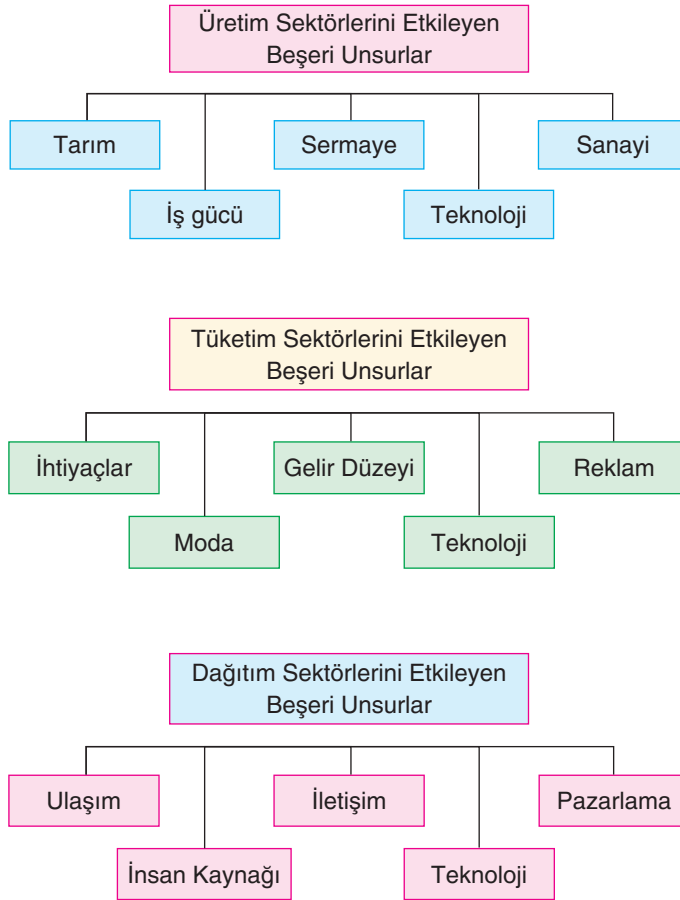 Üretim Sektörlerini Etkileyen
Beşeri Unsurlar
Tarım
Sermaye
Sanayi
İş gücü
Teknoloji
Tüketim Sektörlerini Etkileyen
Beşeri Unsurlar
İhtiyaçlar
Gelir Düzeyi
Reklam
Moda
Teknoloji
Dağıtım Sektörlerini Etkileyen
Beşeri Unsurlar
Ulaşım
İletişim
Pazarlama
İnsan Kaynağı
Teknoloji